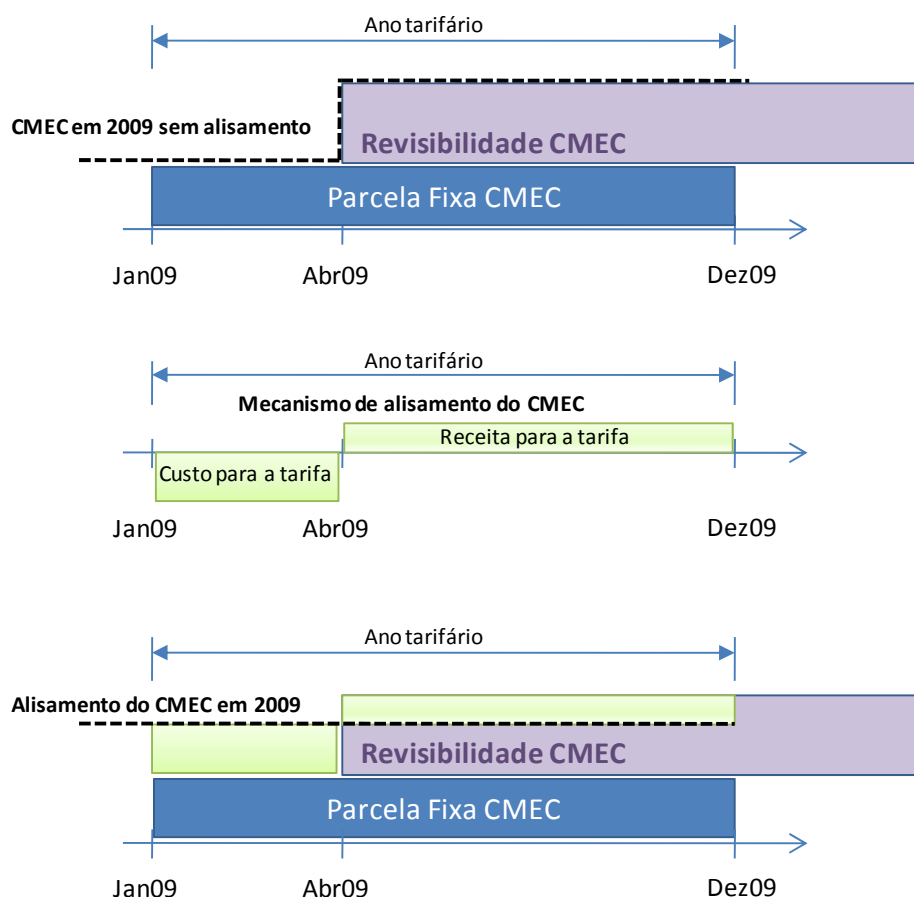 Ano tarifário
CMEC em 2009 sem alisamento
Revisibilidade CMEC
Parcela Fixa CMEC
Jan09
Abr09
Dez09
Ano tarifário
Mecanismo de alisamento do CMEC
Receita para a tarifa
Custo para a tarifa
Jan09
Abr09
Dez09
Ano tarifário
Alisamento do CMEC em 2009
Revisibilidade CMEC
Parcela Fixa CMEC
Jan09
Abr09
Dez09